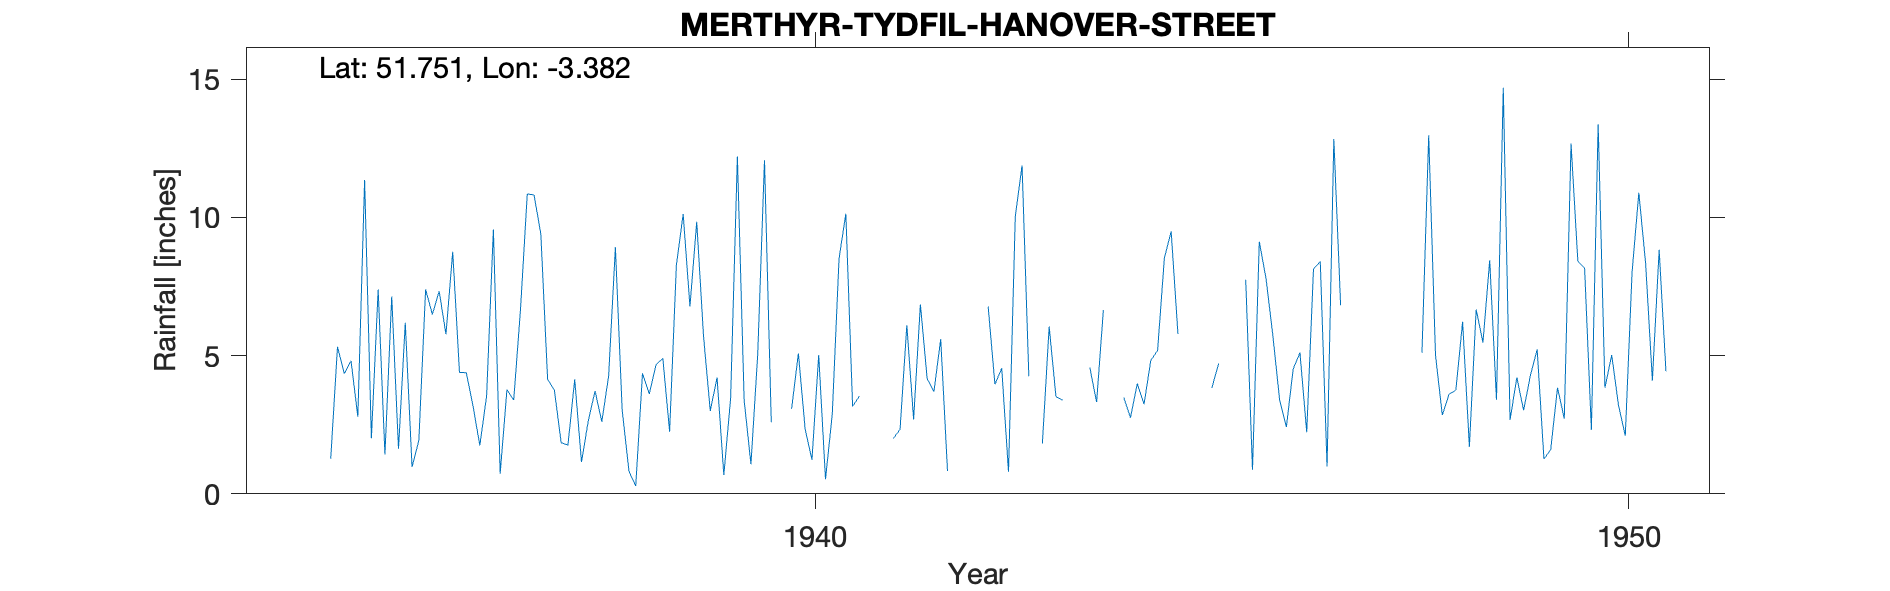 MERTHYR-TYDFIL-HANOVER-STREET
Lat: 51.751, Lon: -3.382
15
10
5
0
Rainfall [inches]
1940
1950
Year